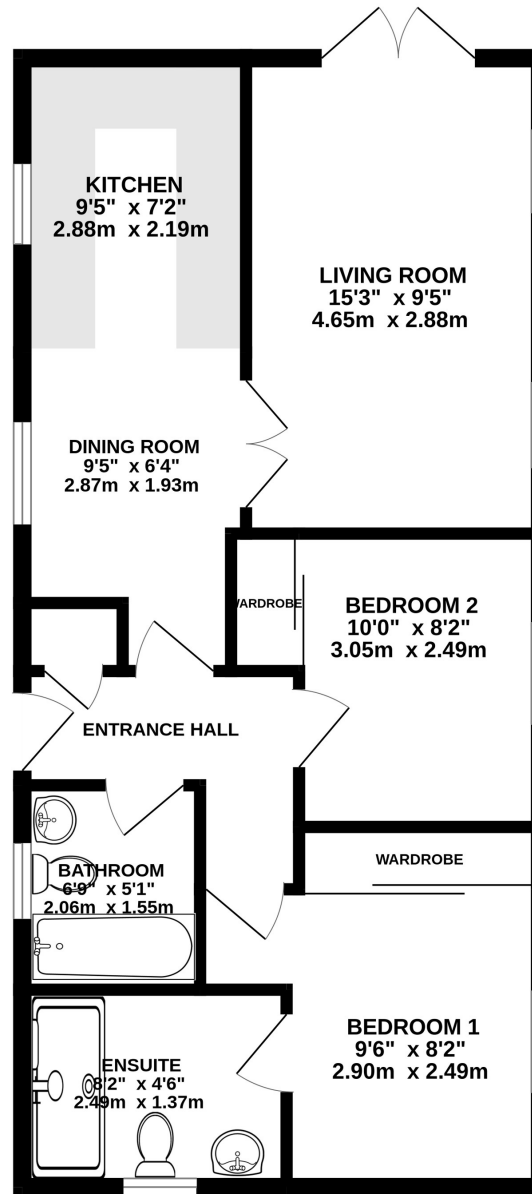 KITCHEN
9'5" x 7'2"
2.88m x 2.19m
LIVING ROOM
15'3" x 9'5"
4.65m x 2.88m
DINING ROOM
9'5" x 6'4"
2.87m x 1.93m
WARDROBE
BEDROOM 2
10'0" x 8'2"
3.05m x 2.49m
ENTRANCE HALL
BATHROOM
6'9" x 5'1"
2.06m x 1.55m
WARDROBE
BEDROOM 1
9'6" x 8'2"
2.90m x 2.49m
ENSUITE
8'2" x 4'6"
2.49m x 1.37m